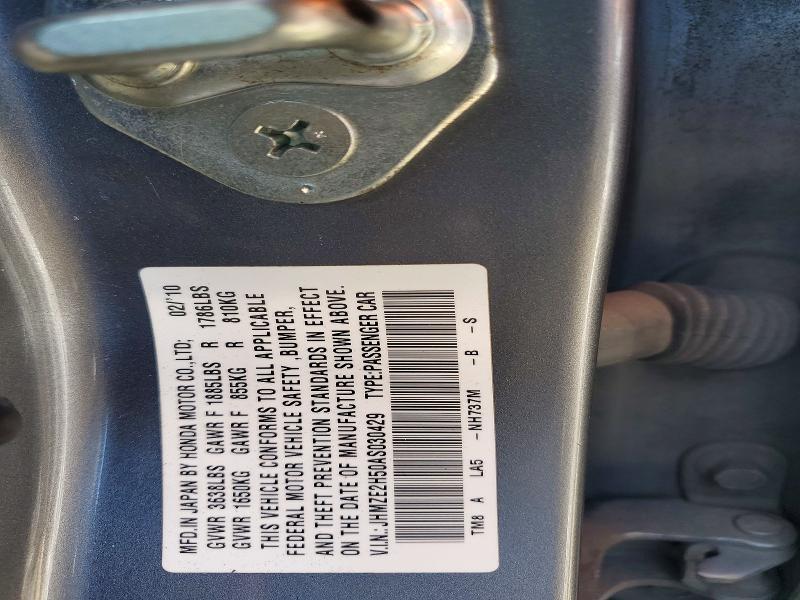 MFD.IN JAPAN BY HONDA MOTOR CO.,LTD; 02/'10
GVWR 3638LBS GAWR F 1885LBS R 1786LBS
GVWR 1650KG GAWR F 855KG R 810KG
THIS VEHICLE CONFORMS TO ALL APPLICABLE
FEDERAL MOTOR VEHICLE SAFETY ,BUMPER,
AND THEFT PREVENTION STANDARDS IN EFFECT
ON THE DATE OF MANUFACTURE SHOWN ABOVE.
V.I.N.:JHMZE2H50AS030429 TYPE:PASSENGER CAR
TM8 A LA5 -NH737M -B -S